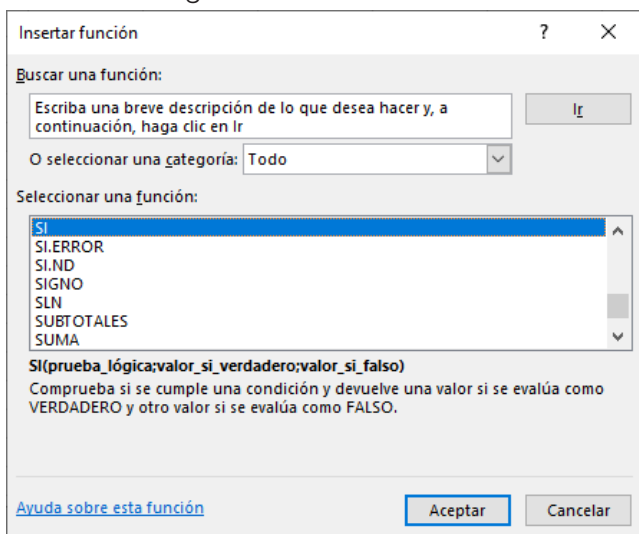 Insertar función
?
Buscar una función:
Escriba una breve descripción de lo que desea hacer y, a
continuación, haga clic en Ir
Ir
O seleccionar una categoría: Todo
Seleccionar una función:
SI
SI.ERROR
SI.ND
SIGNO
SLN
SUBTOTALES
SUMA
SI(prueba_lógica;valor_si_verdadero;valor_si_falso)
Comprueba si se cumple una condición y devuelve una valor si se evalúa como
VERDADERO y otro valor si se evalúa como FALSO.
Ayuda sobre esta función
Aceptar
Cancelar